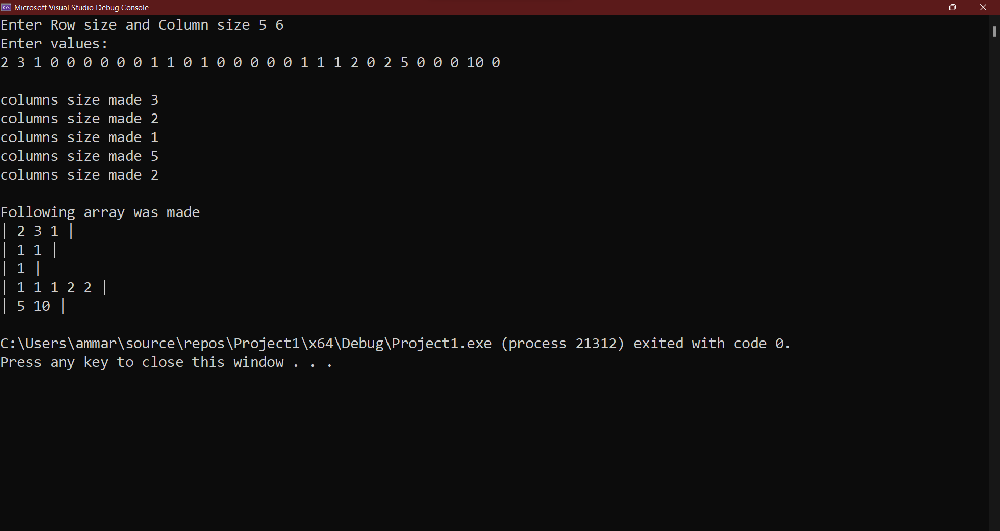 Microsoft Visual Studio Debug Console
Enter Row size and Column size 5 6
Enter values:
2 3 1 0 0 0 0 0 0 1 1 0 1 0 0 0 0 0 1 1 1 2 0 2 5 0 0 0 10 0
columns size made 3
columns size made 2
columns size made 1
columns size made 5
columns size made 2
Following array was made
| 2 3 1 |
| 1 1 |
| 1 |
| 1 1 1 2 2 |
| 5 10 |
C:\Users\ammar\source\repos\Project1\x64\Debug\Project1.exe (process 21312) exited with code 0.
Press any key to close this window . . .